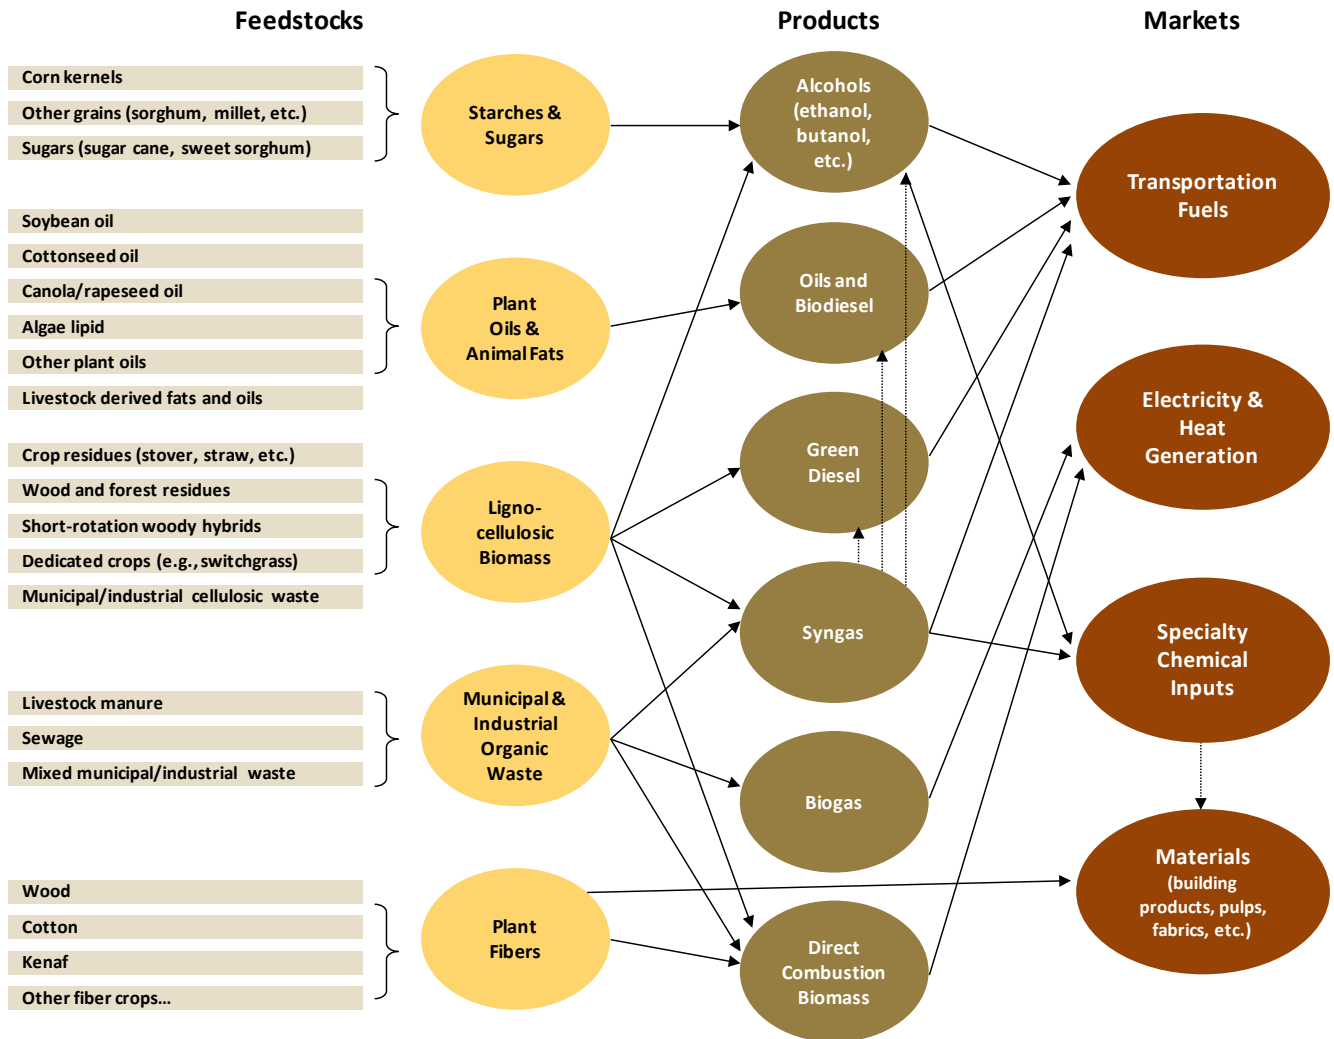 Feedstocks
Products
Markets
Corn kernels
Other grains (sorghum, millet, etc.)
Sugars (sugar cane, sweet sorghum)
Soybean oil
Cottonseed oil
Canola/rapeseed oil
Algae lipid
Other plant oils
Livestock derived fats and oils
Crop residues (stover, straw, etc.)
Wood and forest residues
Short-rotation woody hybrids
Dedicated crops (e.g., switchgrass)
Municipal/industrial cellulosic waste
Livestock manure
Sewage
Mixed municipal/industrial waste
Wood
Cotton
Kenaf
Other fiber crops...
Starches &
Sugars
Plant
Oils &
Animal Fats
Ligno-
cellulosic
Biomass
Municipal &
Industrial
Organic
Waste
Plant
Fibers
Alcohols
(ethanol,
butanol,
etc.)
Oils and
Biodiesel
Green
Diesel
Syngas
Biogas
Direct
Combustion
Biomass
Transportation
Fuels
Electricity &
Heat
Generation
Specialty
Chemical
Inputs
Materials
(building
products, pulps,
fabrics, etc.)